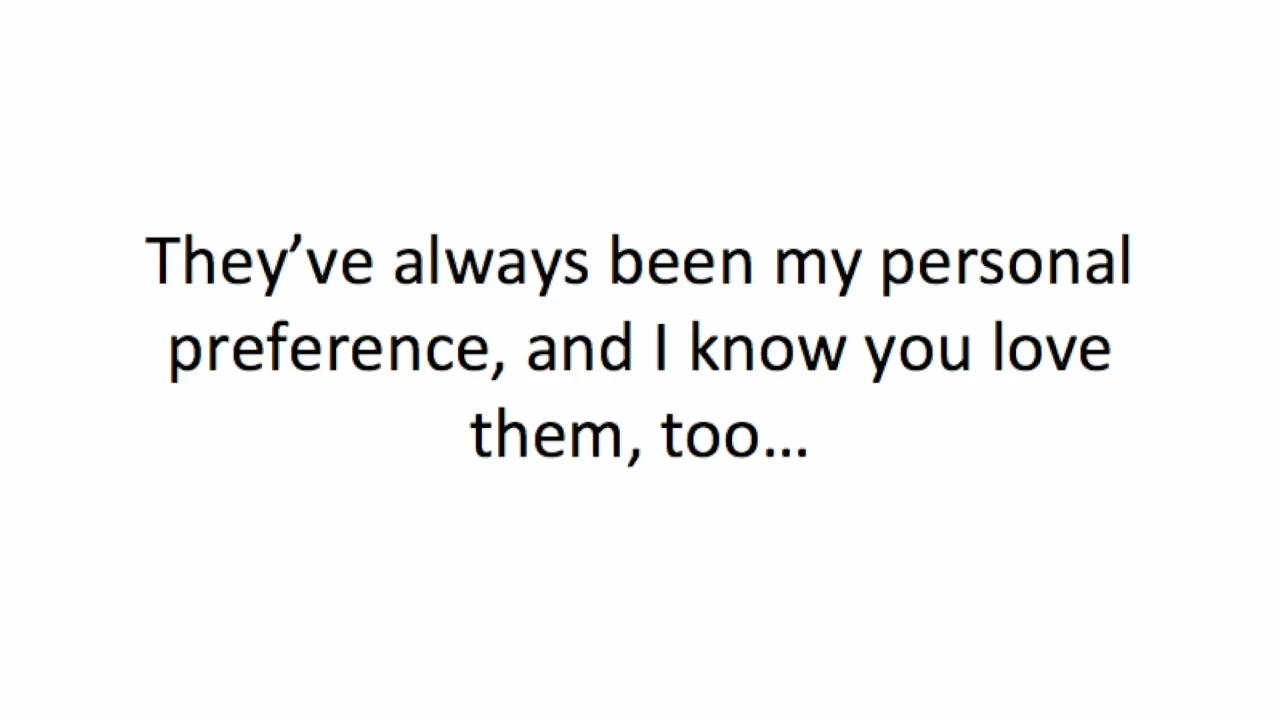 They’ve always been my personal
preference, and I know you love
them, too…